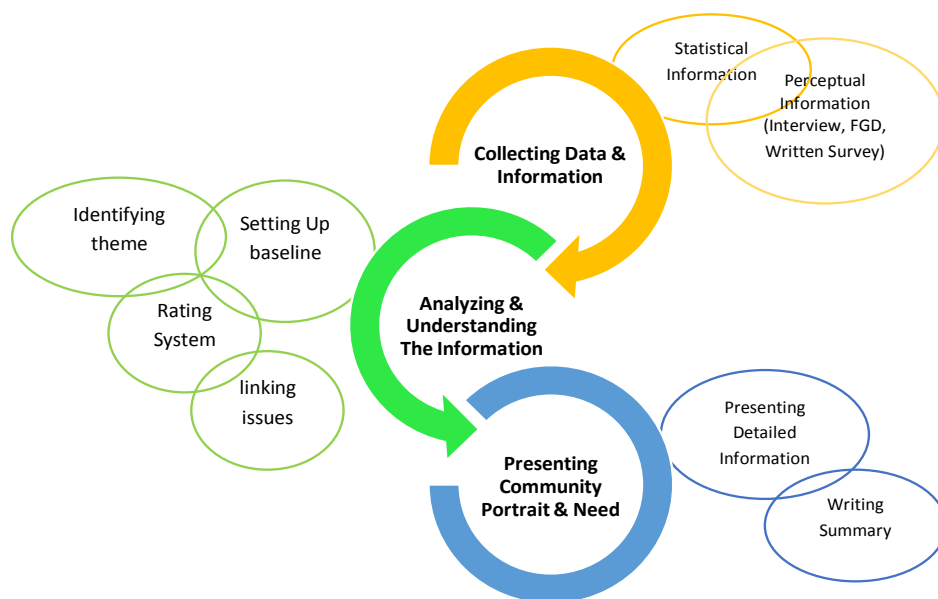 Statistical
Information
Perceptual
Information
(Interview, FGD,
Written Survey)
Collecting Data &
Information
Identifying
theme
Setting Up
baseline
Rating
System
linking
issues
Analyzing &
Understanding
The Information
Presenting
Detailed
Information
Writing
Summary
Presenting
Community
Portrait & Need